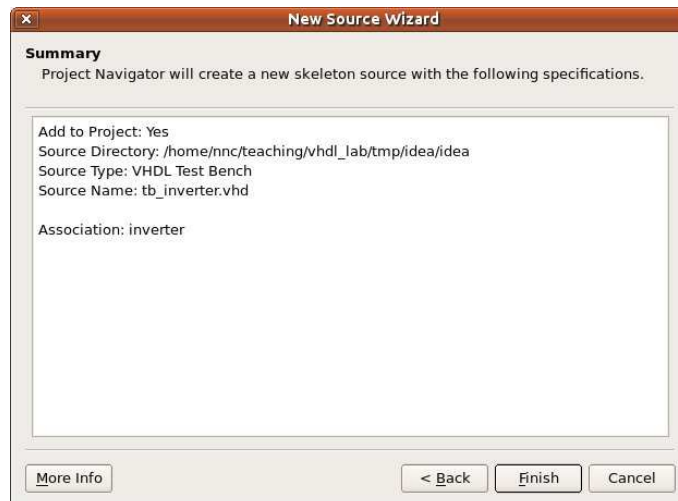 New Source Wizard
Summary
Project Navigator will create a new skeleton source with the following specifications.
Add to Project: Yes
Source Directory: /home/nnc/teaching/vhdl_lab/tmp/idea/idea
Source Type: VHDL Test Bench
Source Name: tb_inverter.vhd
Association: inverter
More Info
< Back
Finish
Cancel